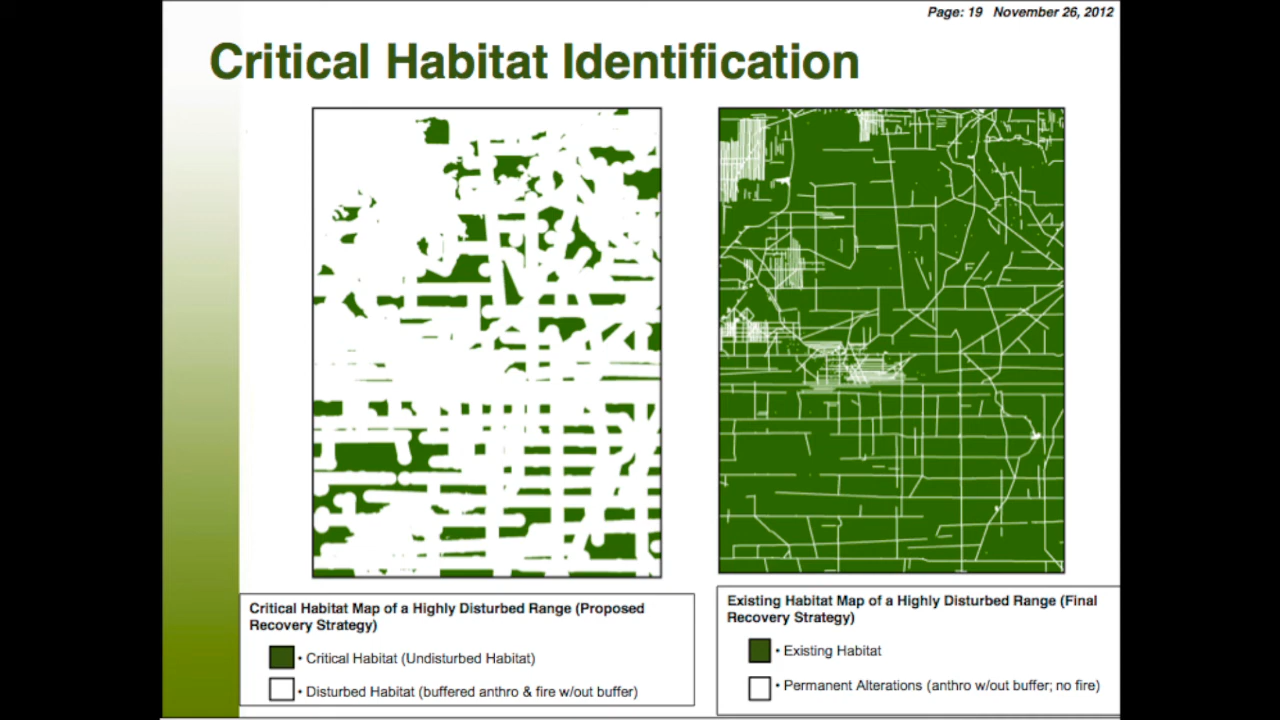 Page: 19 November 26, 2012
Critical Habitat Identification
Critical Habitat Map of a Highly Disturbed Range (Proposed
Recovery Strategy)
• Critical Habitat (Undisturbed Habitat)
• Disturbed Habitat (buffered anthro & fire w/out buffer)
Existing Habitat Map of a Highly Disturbed Range (Final
Recovery Strategy)
• Existing Habitat
• Permanent Alterations (anthro w/out buffer; no fire)